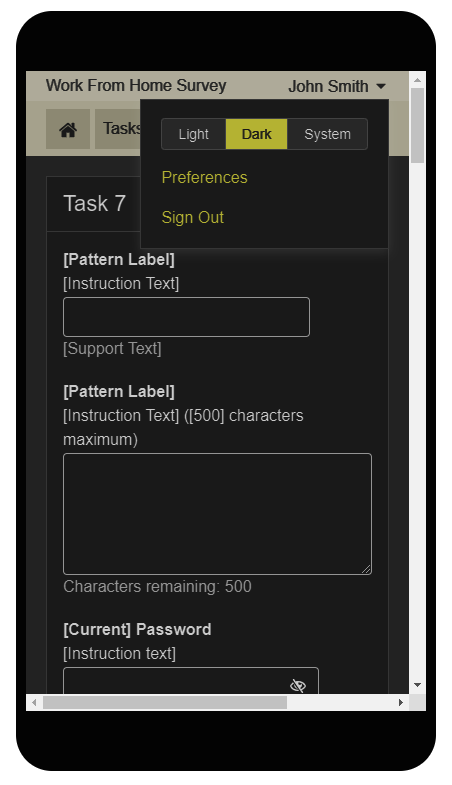 Work From Home Survey
John Smith
Tasks
Light
Dark
System
Preferences
Sign Out
Task 7
[Pattern Label]
[Instruction Text]
[Support Text]
[Pattern Label]
[Instruction Text] ([500] characters
maximum)
Characters remaining: 500
[Current] Password
[Instruction text]